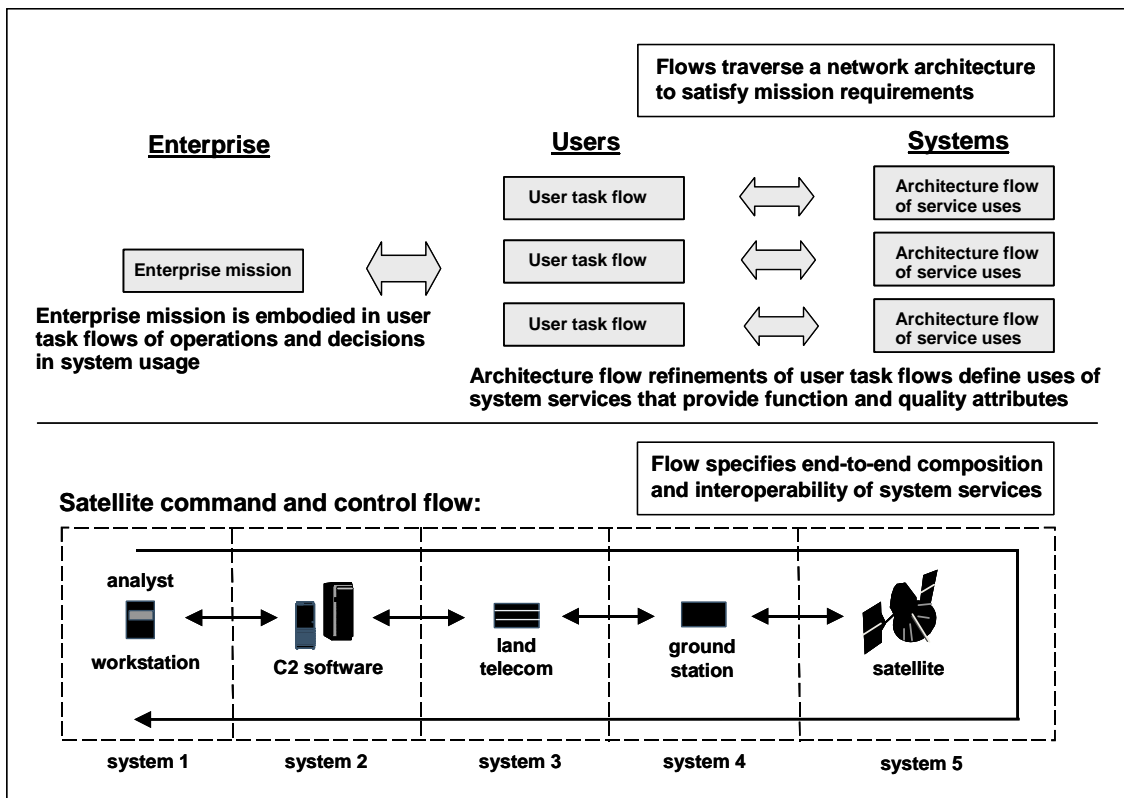 Flows traverse a network architecture
to satisfy mission requirements
Enterprise
Users
Systems
User task flow
Architecture flow
of service uses
Enterprise mission
User task flow
Architecture flow
of service uses
User task flow
Architecture flow
of service uses
Enterprise mission is embodied in user
task flows of operations and decisions
in system usage
Architecture flow refinements of user task flows define uses of
system services that provide function and quality attributes
Flow specifies end-to-end composition
and interoperability of system services
Satellite command and control flow:
analyst
workstation
C2 software
land
telecom
ground
station
satellite
system 1
system 2
system 3
system 4
system 5